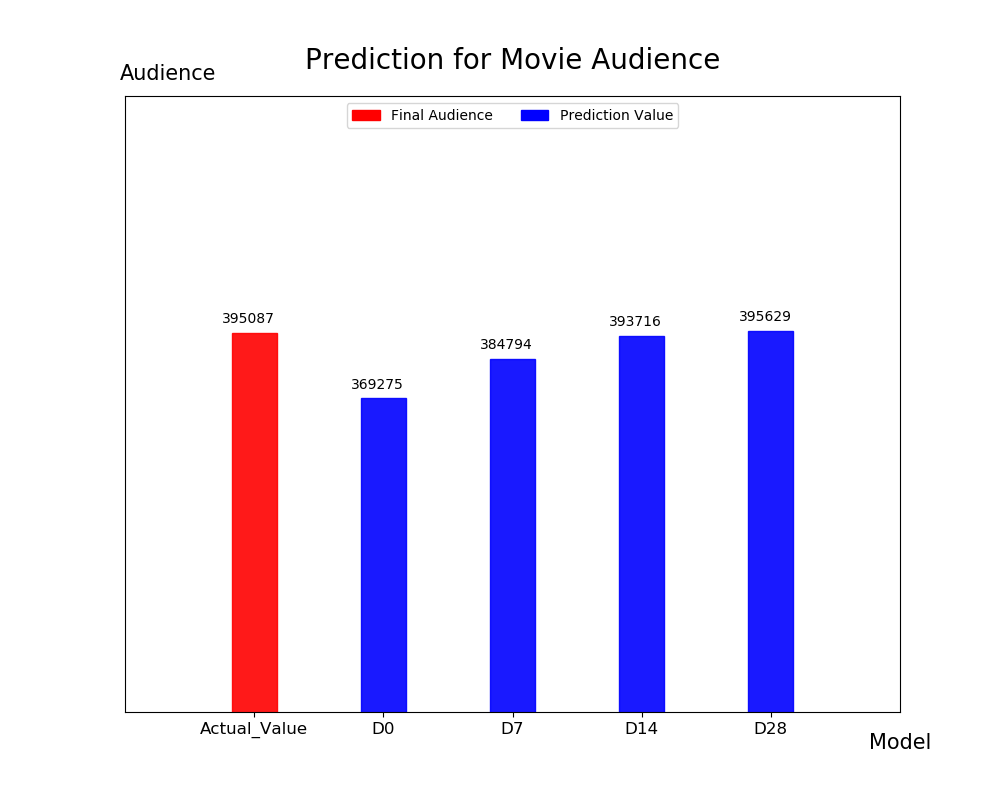 Prediction for Movie Audience
Audience
Final Audience Prediction Value
395087
369275
384794
393716
395629
Actual_Value D0 D7 D14 D28
Model